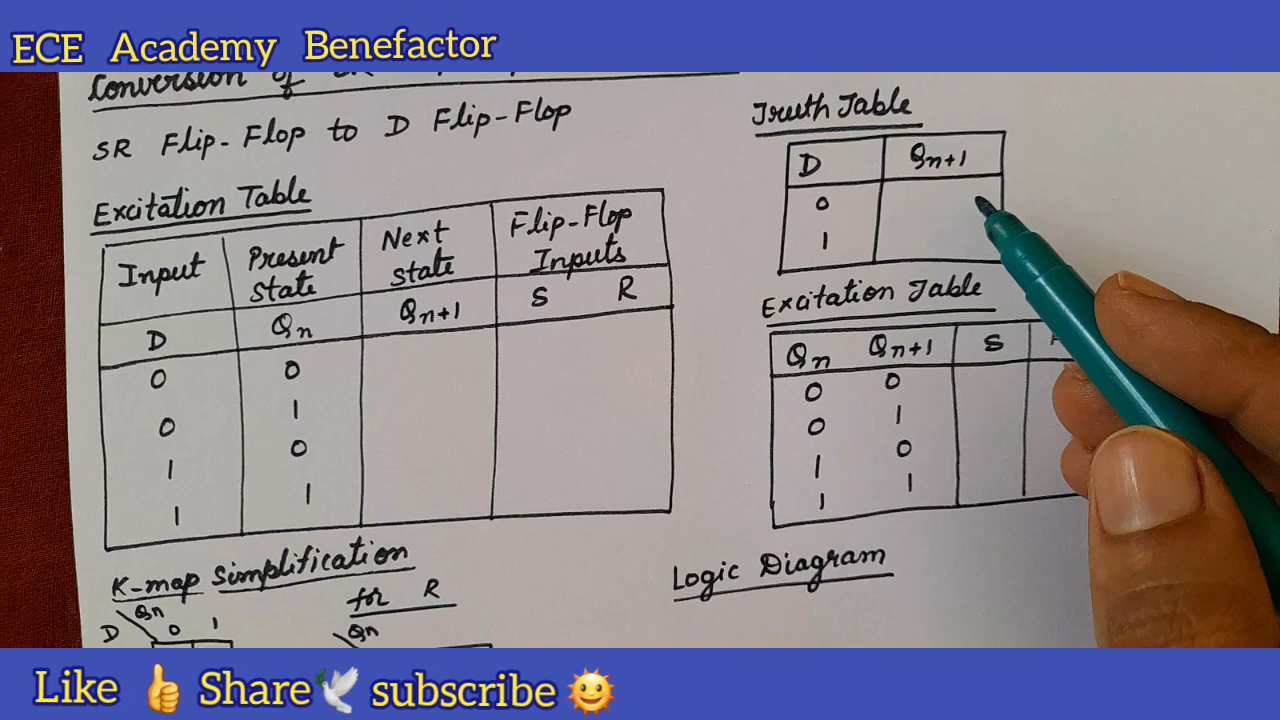 ECE Academy Benefactor
Conversion of
SR Flip-Flop to D Flip-Flop
Excitation Table
Input Present state Next state Flip-Flop Inputs
D Qn Qn+1 S R
0 0
0 1
1 0
1 1
K-map Simplification
for R
Qn
D 0 1
Qn
Truth Table
D Qn+1
0
1
Excitation Table
Qn Qn+1 S
0 0
0 1
1 0
1 1
Logic Diagram
Like 👍 Share 🕊 subscribe 🌞